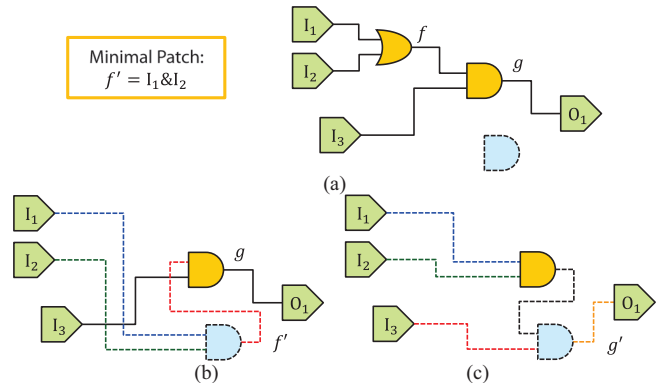 Minimal Patch:
f′ = I₁&I₂
I₁
f
I₂
g
I₃
O₁
(a)
I₁
I₂
g
I₃
O₁
f′
(b)
I₁
I₂
I₃
O₁
g′
(c)